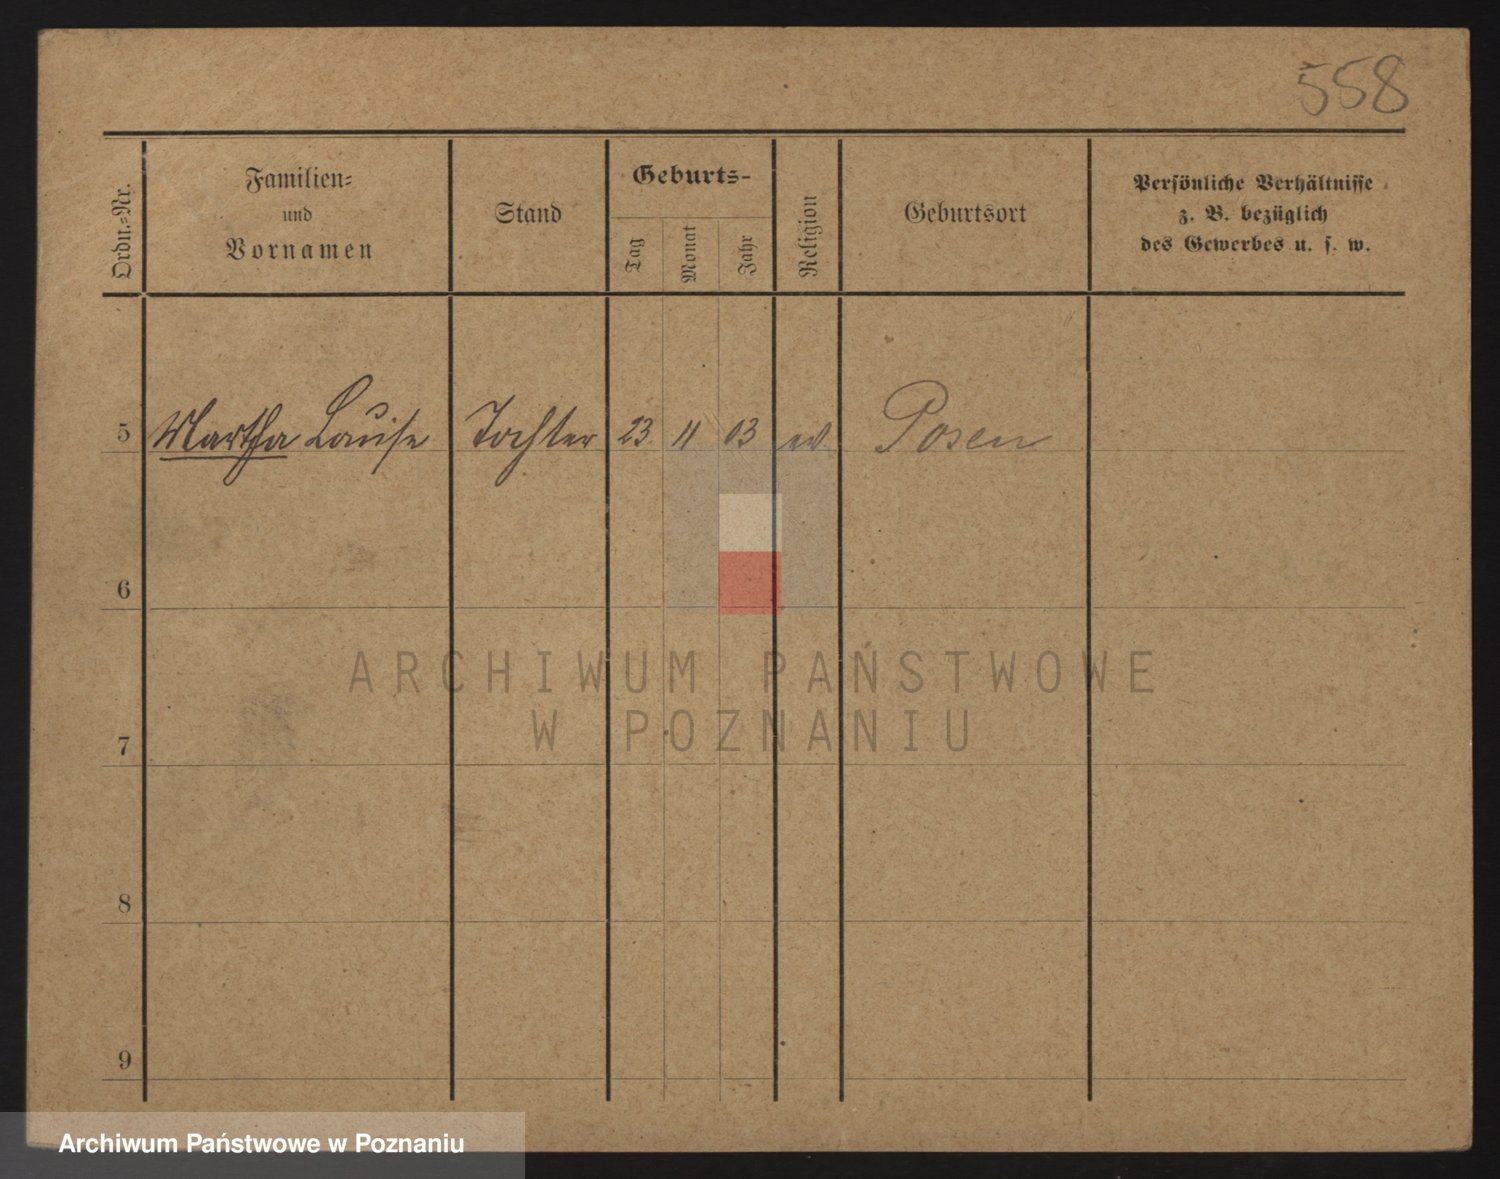 558
Ordn.-Nr.
Familien-
und
Vornamen
Stand
Geburts-
Tag
Monat
Jahr
Religion
Geburtsort
Persönliche Verhältnisse
z. B. bezüglich
des Gewerbes u. s. w.
5 Martha Louise Tochter 23 11 03 ev Posen
6
7
8
9
ARCHIWUM PAŃSTWOWE
W POZNANIU
Archiwum Państwowe w Poznaniu